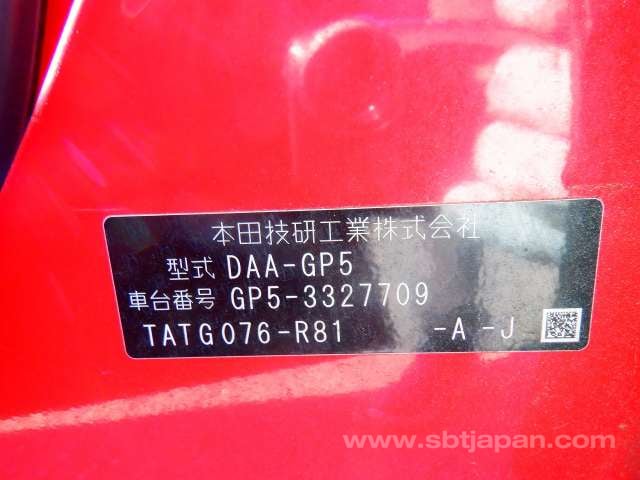 本田技研工業株式会社
型式 DAA-GP5
車台番号 GP5-3327709
TATG076-R81 -A -J
www.sbtjapan.com